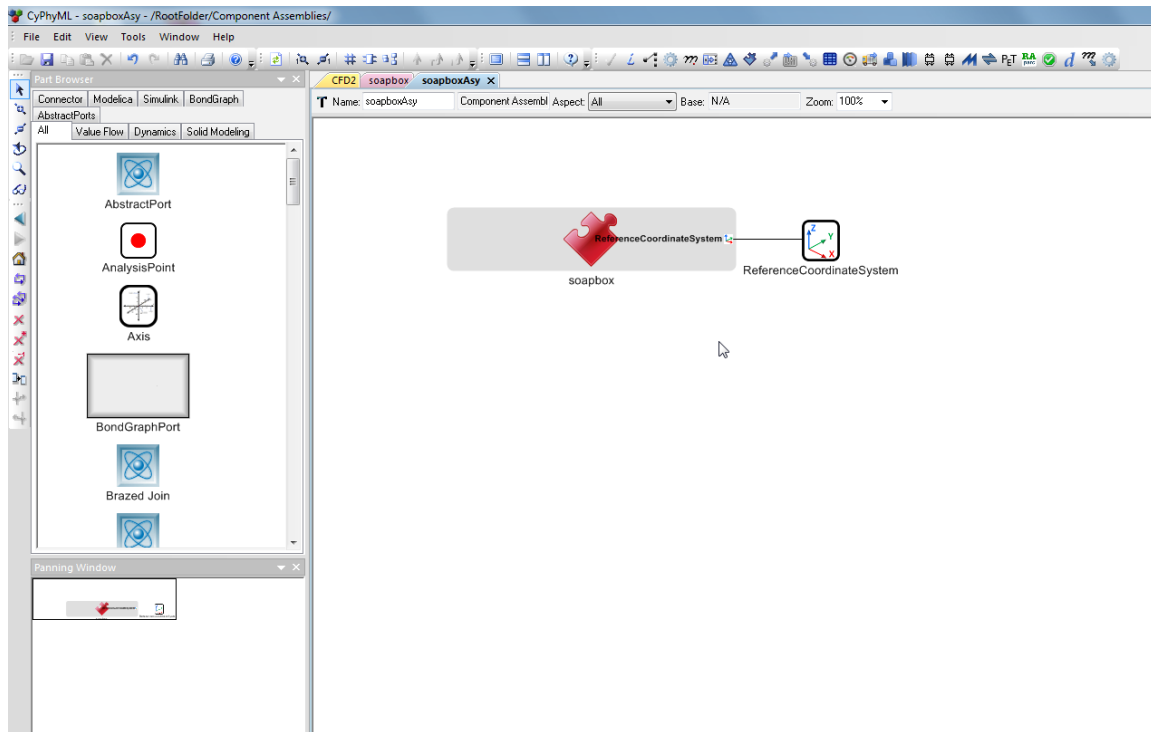 CyPhyML - soapboxAsy - /RootFolder/Component Assemblies/
File Edit View Tools Window Help
Part Browser
Connector Modelica Simulink BondGraph
AbstractPorts
All Value Flow Dynamics Solid Modeling
AbstractPort
AnalysisPoint
Axis
BondGraphPort
Brazed Join
Panning Window
CFD2 soapbox soapboxAsy X
T Name: soapboxAsy Component Assembl Aspect: All Base: N/A Zoom: 100%
ReferenceCoordinateSystem
soapbox
Z
Y
X
ReferenceCoordinateSystem
PET
RA
d